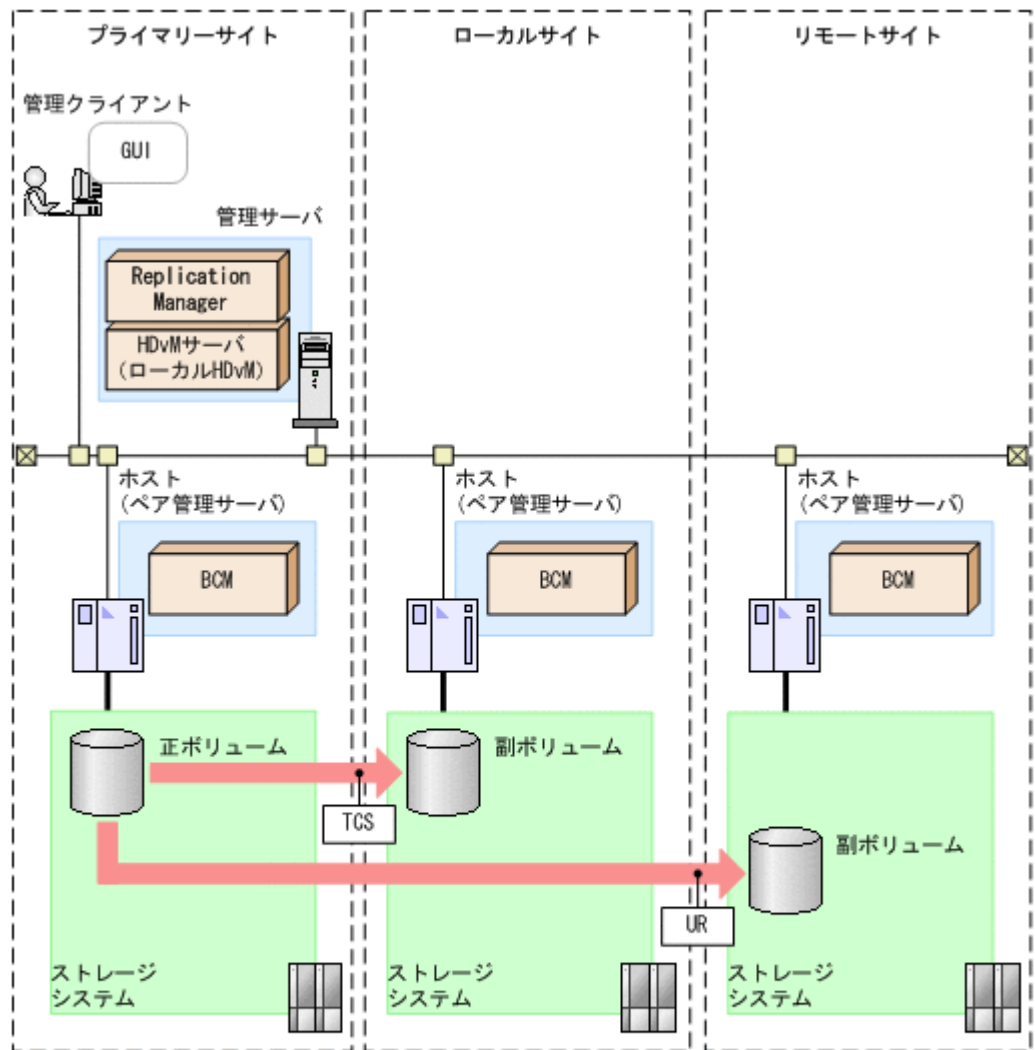 プライマリーサイト
ローカルサイト
リモートサイト
管理クライアント
GUI
管理サーバ
Replication
Manager
HDvMサーバ
(ローカルHDvM)
ホスト
(ペア管理サーバ)
BCM
ホスト
(ペア管理サーバ)
BCM
ホスト
(ペア管理サーバ)
BCM
正ボリューム
副ボリューム
TCS
副ボリューム
UR
ストレージ
システム
ストレージ
システム
ストレージ
システム